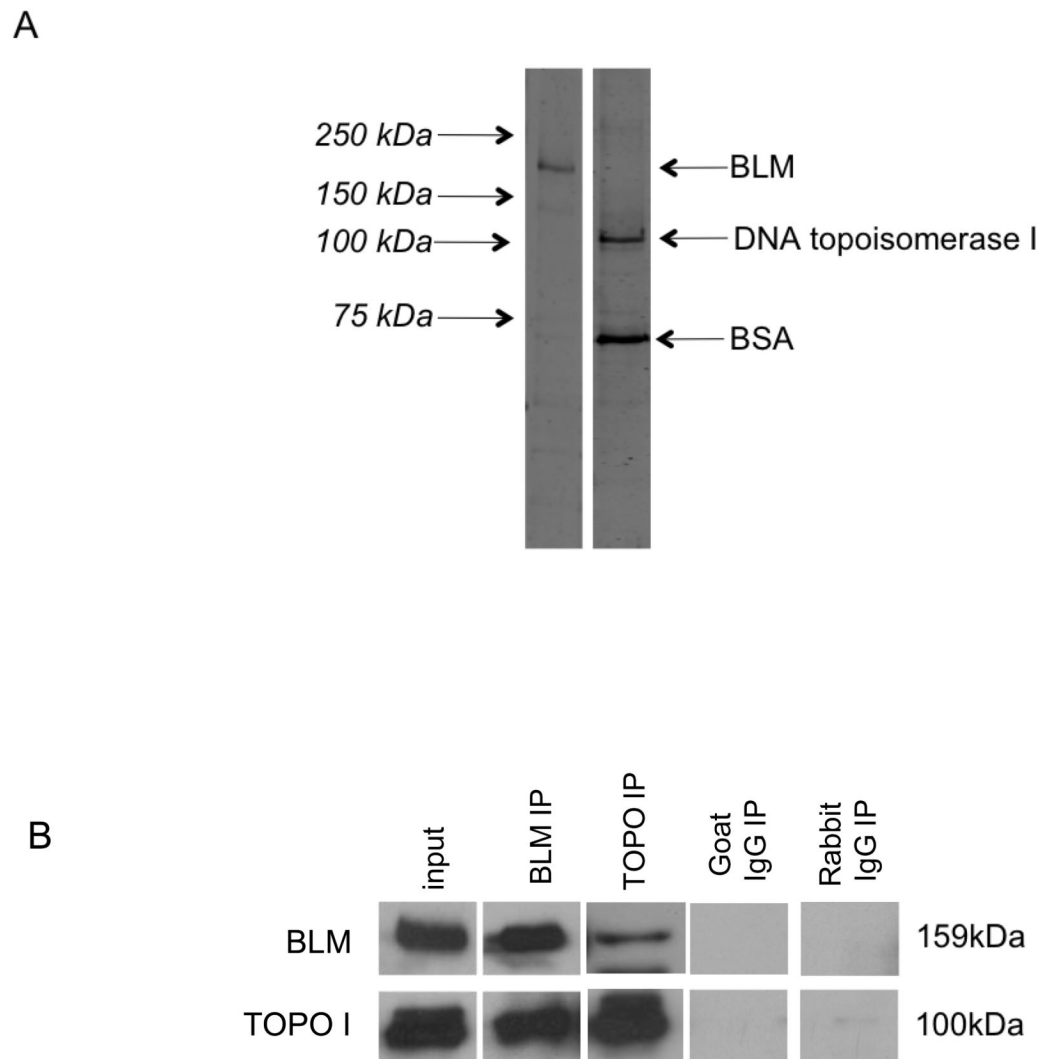 A
250 kDa
150 kDa
100 kDa
75 kDa
BLM
DNA topoisomerase I
BSA
B
input
BLM IP
TOPO IP
Goat
IgG IP
Rabbit
IgG IP
BLM
159kDa
TOPO I
100kDa